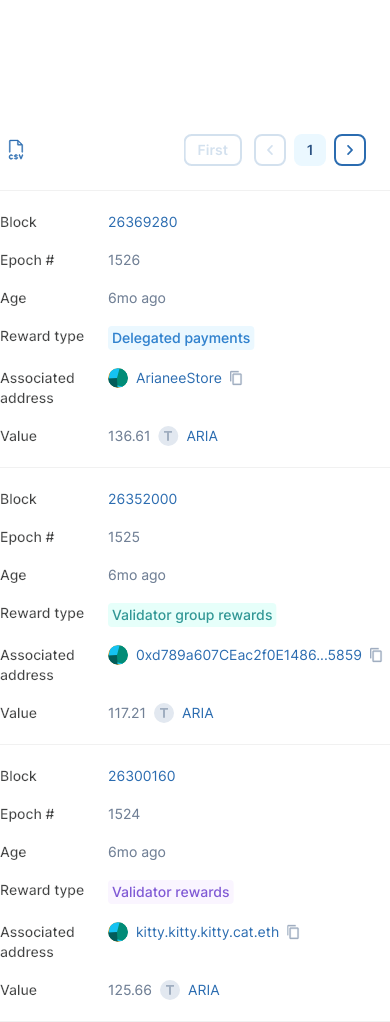 CSV
First
1
Block 26369280
Epoch # 1526
Age 6mo ago
Reward type Delegated payments
Associated address ArianeeStore
Value 136.61 T ARIA
Block 26352000
Epoch # 1525
Age 6mo ago
Reward type Validator group rewards
Associated address 0xd789a607CEac2f0E1486...5859
Value 117.21 T ARIA
Block 26300160
Epoch # 1524
Age 6mo ago
Reward type Validator rewards
Associated address kitty.kitty.kitty.cat.eth
Value 125.66 T ARIA